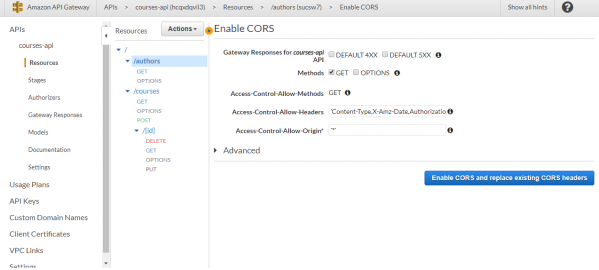 Amazon API Gateway
APIs > courses-api (hcqpdqvil3) > Resources > /authors (sucsw7) > Enable CORS
Show all hints
?
APIs
courses-api
Resources
Stages
Authorizers
Gateway Responses
Models
Documentation
Settings
Usage Plans
API Keys
Custom Domain Names
Client Certificates
VPC Links
Settings
Resources
Actions
/
/authors
GET
OPTIONS
/courses
GET
OPTIONS
POST
/{id}
DELETE
GET
OPTIONS
PUT
Enable CORS
Gateway Responses for courses-api API
DEFAULT 4XX DEFAULT 5XX
Methods
GET OPTIONS
Access-Control-Allow-Methods GET
Access-Control-Allow-Headers 'Content-Type,X-Amz-Date,Authorizatio
Access-Control-Allow-Origin* '*'
Advanced
Enable CORS and replace existing CORS headers